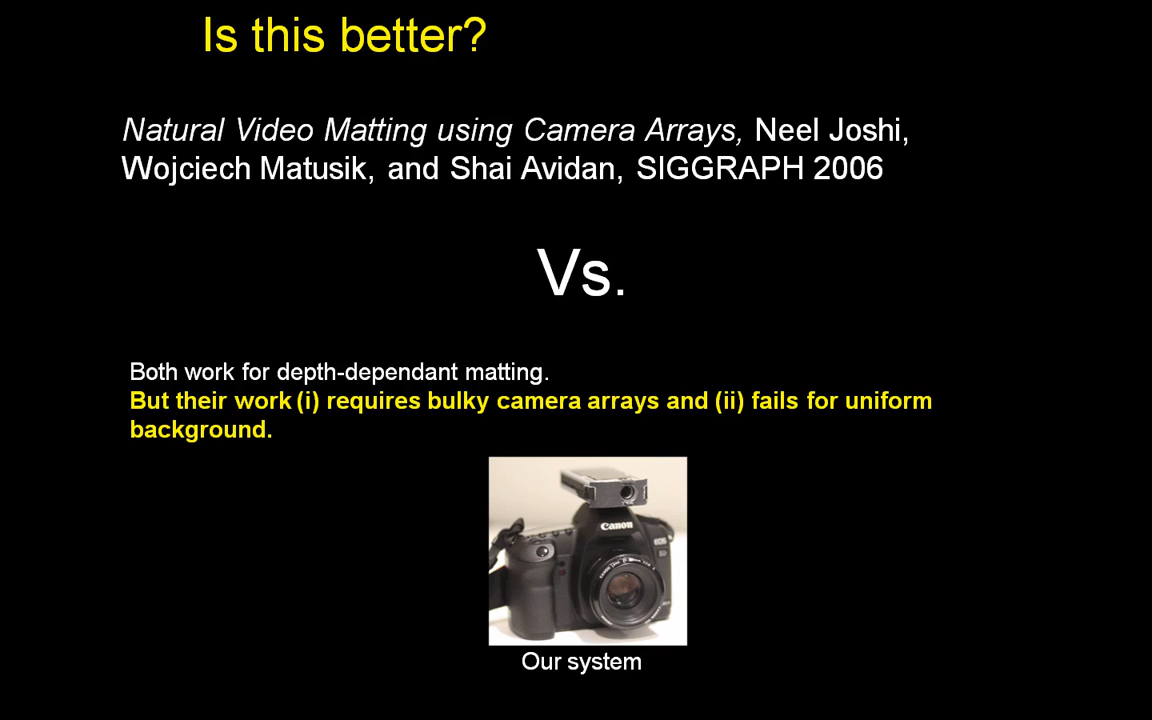 Is this better?
Natural Video Matting using Camera Arrays, Neel Joshi,
Wojciech Matusik, and Shai Avidan, SIGGRAPH 2006
Vs.
Both work for depth-dependant matting.
But their work (i) requires bulky camera arrays and (ii) fails for uniform
background.
Canon
EOS
Our system